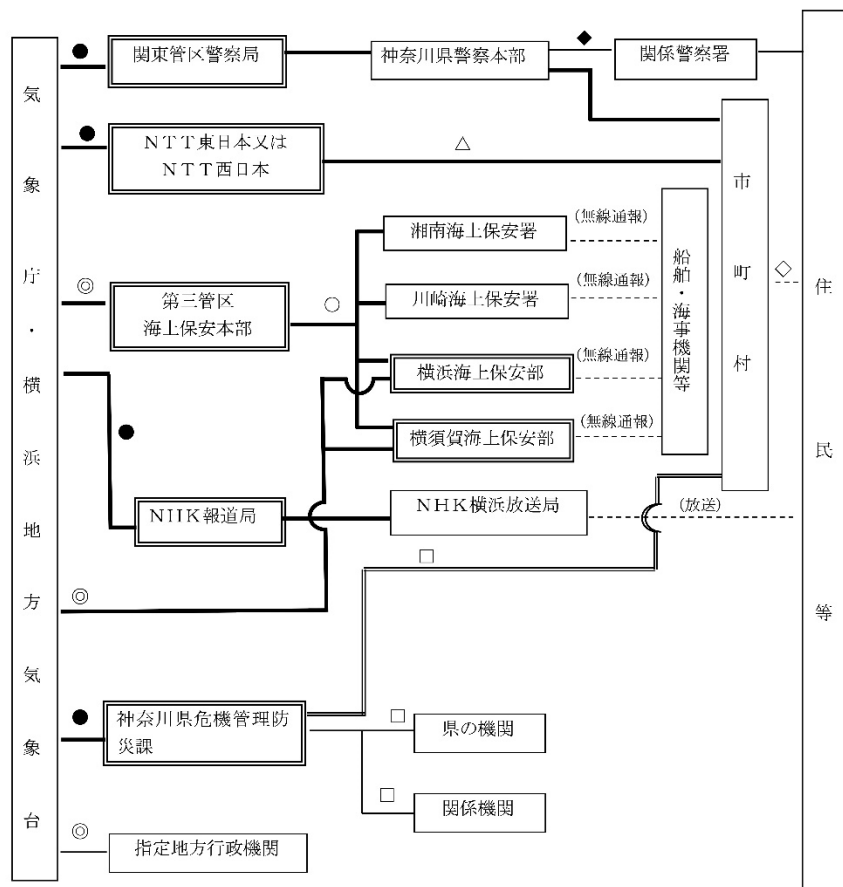 気象庁・横浜地方気象台
●
関東管区警察局
神奈川県警察本部
◆
関係警察署
●
NTT東日本又は
NTT西日本
△
市町村
◇
住民等
◎
第三管区
海上保安本部
○
湘南海上保安署
(無線通報)
川崎海上保安署
(無線通報)
横浜海上保安部
(無線通報)
横須賀海上保安部
(無線通報)
船舶・海事機関等
●
NHK報道局
NHK横浜放送局
(放送)
□
◎
●
神奈川県危機管理防
災課
□
県の機関
□
関係機関
◎
指定地方行政機関